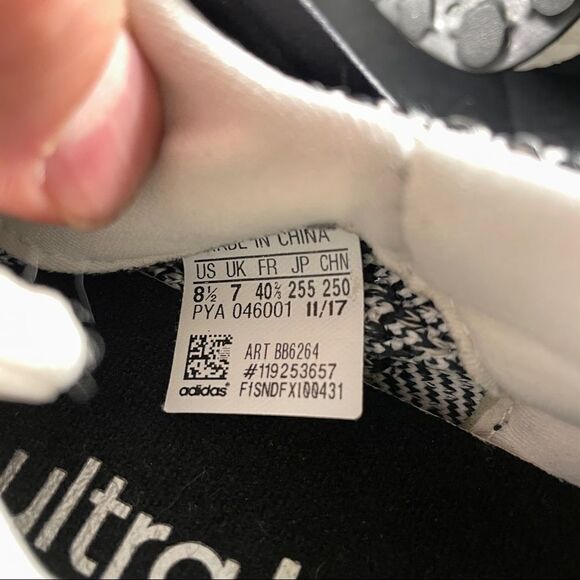 MADE IN CHINA
US UK FR JP CHN
8½ 7 40⅔ 255 250
PYA 046001 11/17
ART BB6264
#119253657
adidas® F1SNDFXI00431
ultra